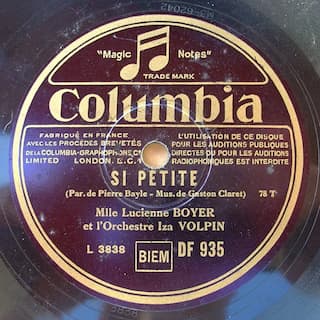 "Magic Notes"
TRADE MARK
Columbia
FABRIQUÉ EN FRANCE
AVEC LES PROCÉDÉS BREVETÉS
DE LA COLUMBIA-GRAPHOPHONE CNY
LIMITED LONDON. E.C.1
L'UTILISATION DE CE DISQUE
POUR LES AUDITIONS PUBLIQUES
DIRECTES OU POUR LES AUDITIONS
RADIOPHONIQUES EST INTERDITE
SI PETITE
(Par. de Pierre Bayle - Mus. de Gaston Claret) 78 T
Mlle Lucienne BOYER
et l'Orchestre Iza VOLPIN
L 3838 BIEM DF 935